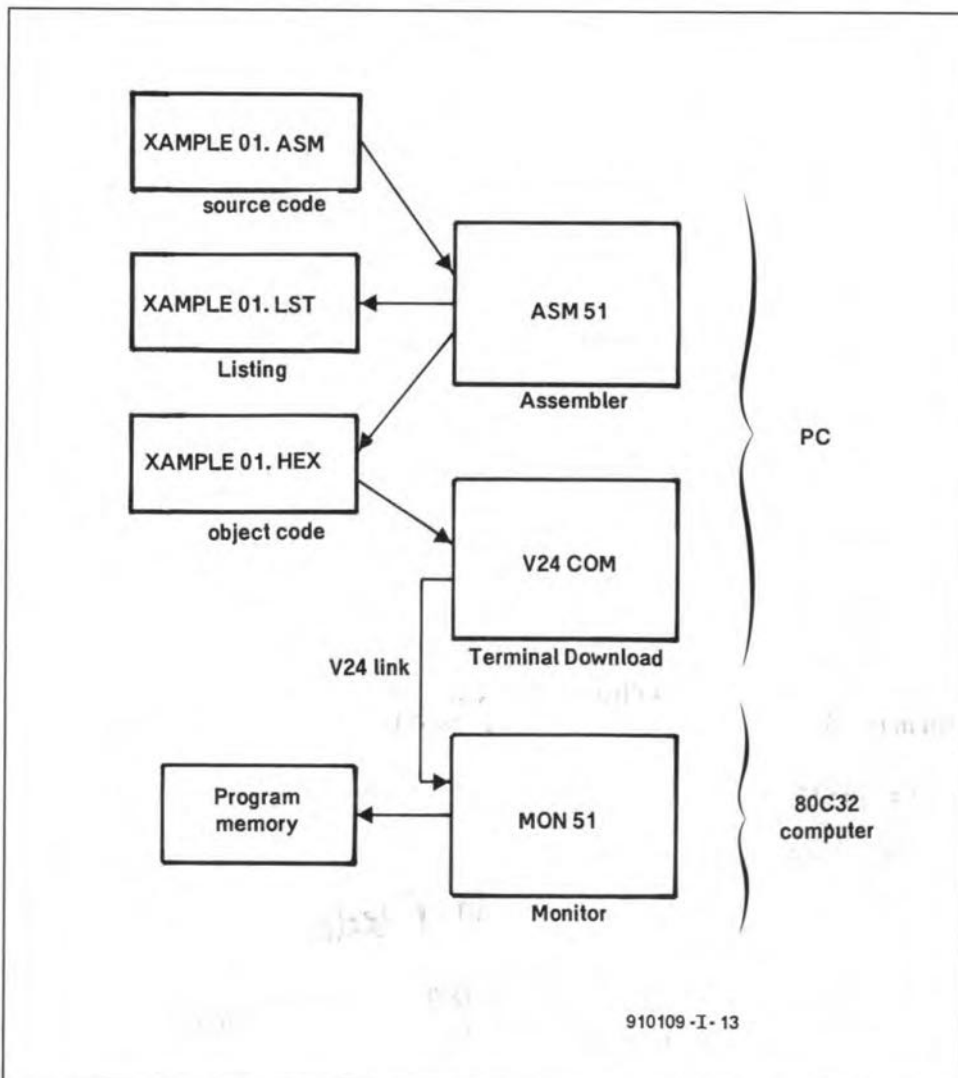 XAMPLE 01. ASM
source code
XAMPLE 01. LST
Listing
ASM 51
Assembler
XAMPLE 01. HEX
object code
PC
V24 COM
Terminal Download
V24 link
Program
memory
MON 51
Monitor
80C32
computer
910109 -I- 13